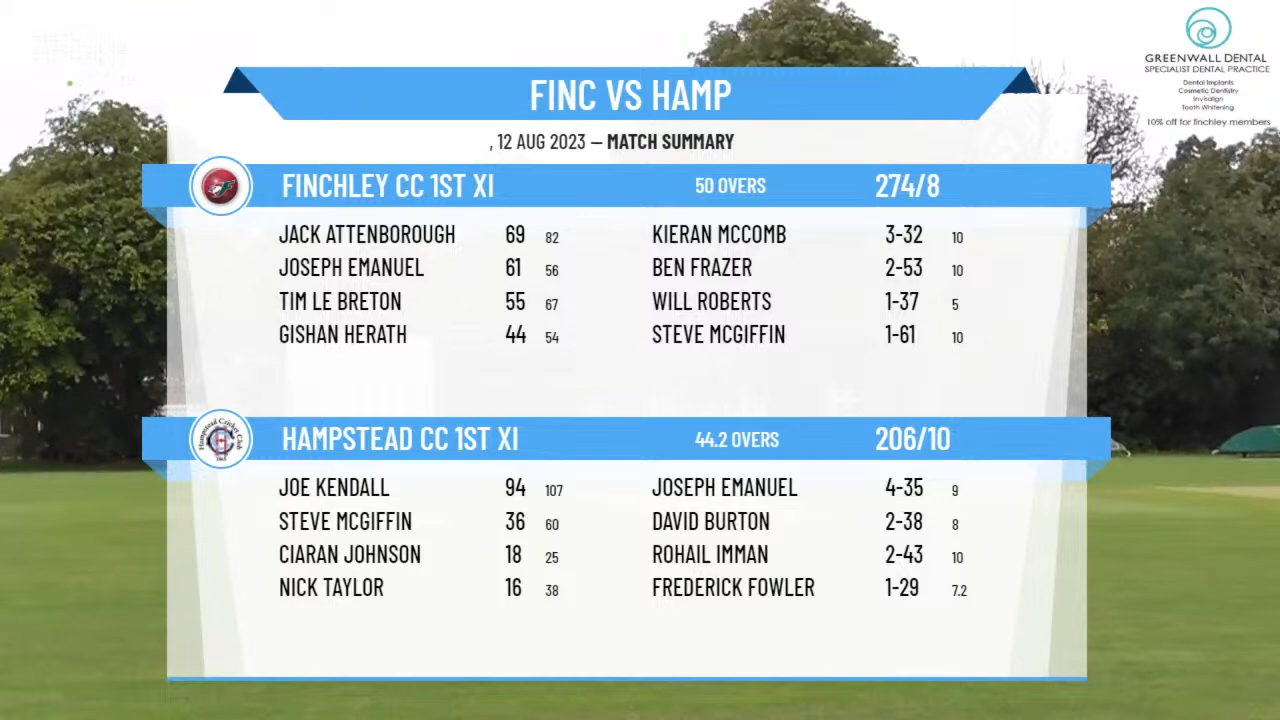 GREENWALL DENTAL
SPECIALIST DENTAL PRACTICE
Dental Implants
Cosmetic Dentistry
Invisalign
Tooth Whitening
10% off for finchley members
FINC VS HAMP
, 12 AUG 2023 – MATCH SUMMARY
FINCHLEY CC 1ST XI 50 OVERS 274/8
JACK ATTENBOROUGH 69 82 KIERAN MCCOMB 3-32 10
JOSEPH EMANUEL 61 56 BEN FRAZER 2-53 10
TIM LE BRETON 55 67 WILL ROBERTS 1-37 5
GISHAN HERATH 44 54 STEVE MCGIFFIN 1-61 10
Hampstead Cricket Club
HAMPSTEAD CC 1ST XI 44.2 OVERS 206/10
JOE KENDALL 94 107 JOSEPH EMANUEL 4-35 9
STEVE MCGIFFIN 36 60 DAVID BURTON 2-38 8
CIARAN JOHNSON 18 25 ROHAIL IMMAN 2-43 10
NICK TAYLOR 16 38 FREDERICK FOWLER 1-29 7.2